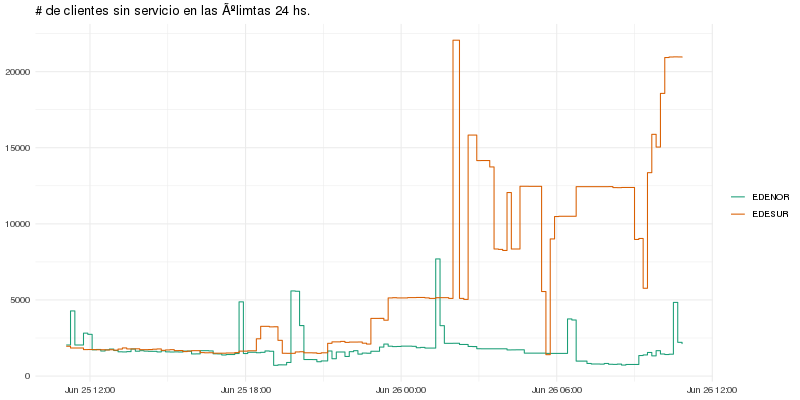 # de clientes sin servicio en las Ãºlimtas 24 hs.
20000
15000
10000
5000
0
Jun 25 12:00
Jun 25 18:00
Jun 26 00:00
Jun 26 06:00
Jun 26 12:00
EDENOR
EDESUR